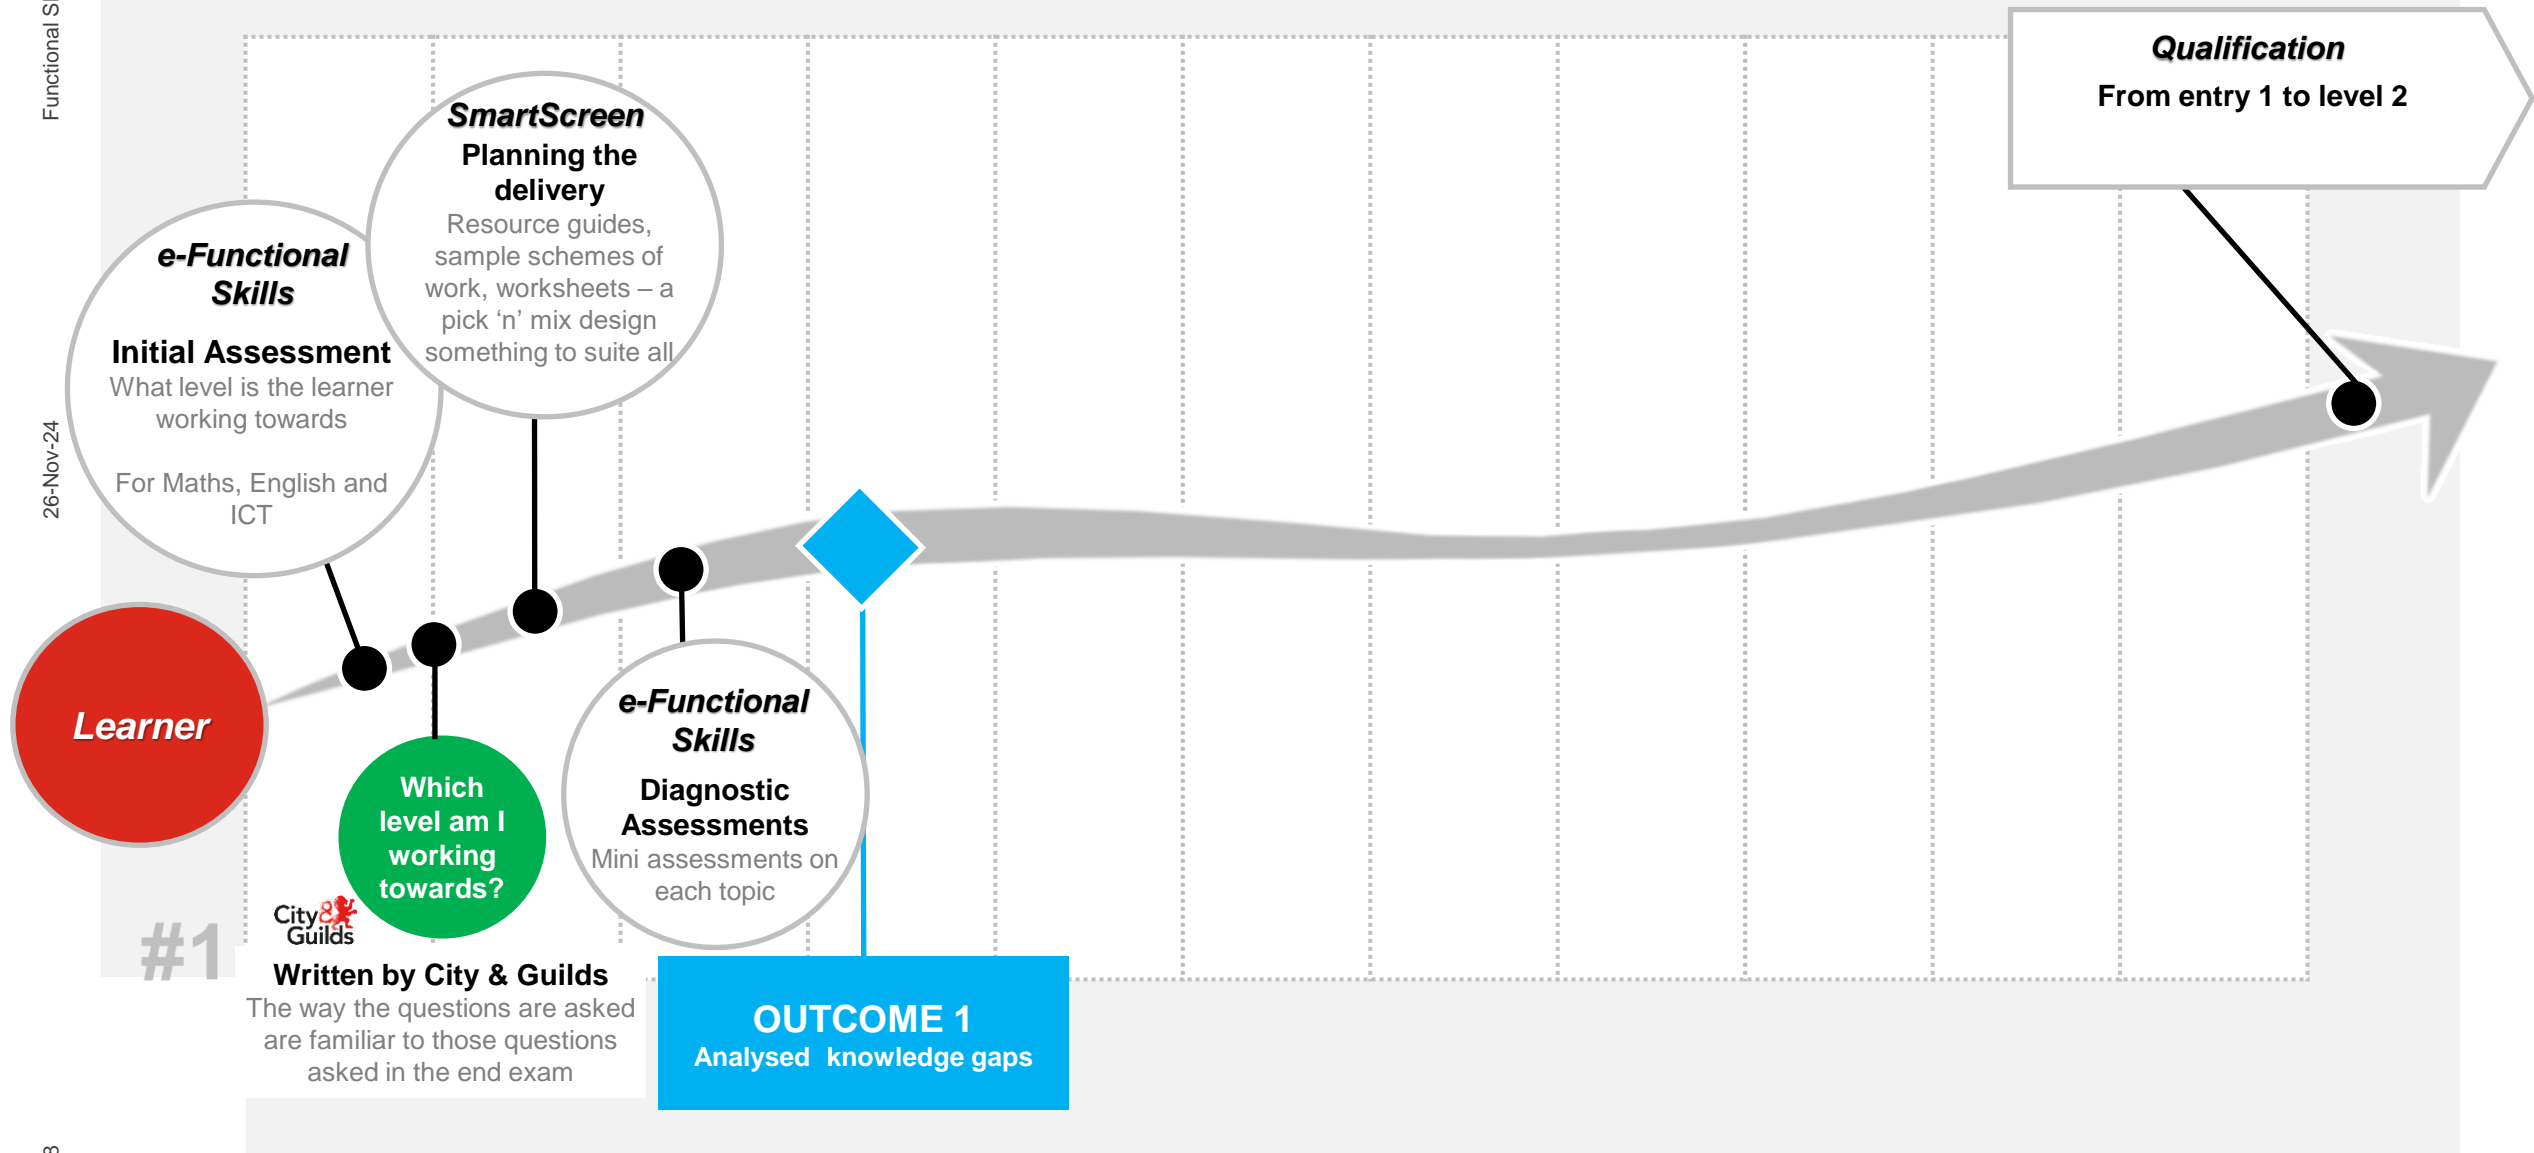 Functional
26-Nov-24
Qualification
From entry 1 to level 2
SmartScreen
Planning the
delivery
Resource guides,
sample schemes of
work, worksheets – a
pick ‘n’ mix design
something to suite all
e-Functional
Skills
Initial Assessment
What level is the learner
working towards
For Maths, English and
ICT
Learner
Which
level am I
working
towards?
e-Functional
Skills
Diagnostic
Assessments
Mini assessments on
each topic
#1
City &
Guilds
Written by City & Guilds
The way the questions are asked
are familiar to those questions
asked in the end exam
OUTCOME 1
Analysed knowledge gaps